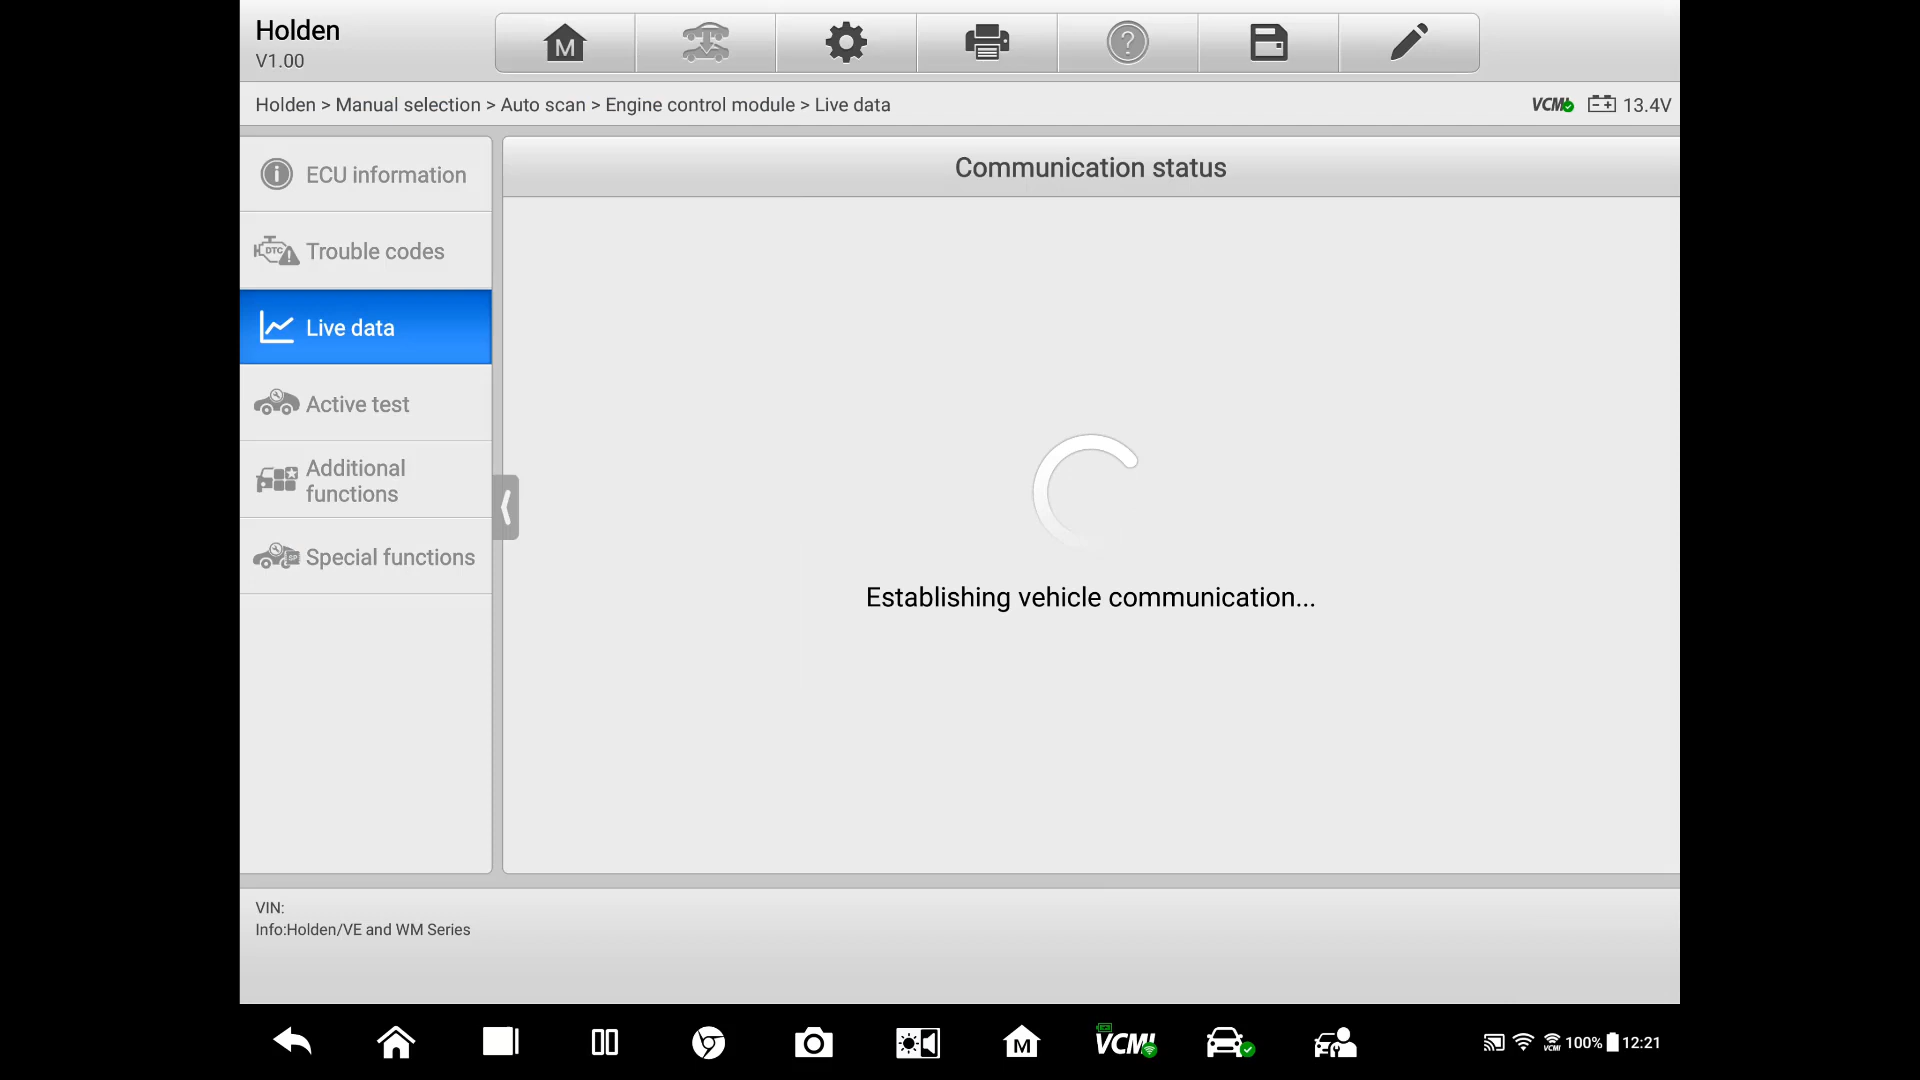 Holden
V1.00
M
?
Holden > Manual selection > Auto scan > Engine control module > Live data
VCMI
13.4V
ECU information
DTC
Trouble codes
Live data
Active test
Additional
functions
Special functions
Communication status
Establishing vehicle communication...
VIN:
Info:Holden/VE and WM Series
M
VCMI
VCMI
100%
12:21